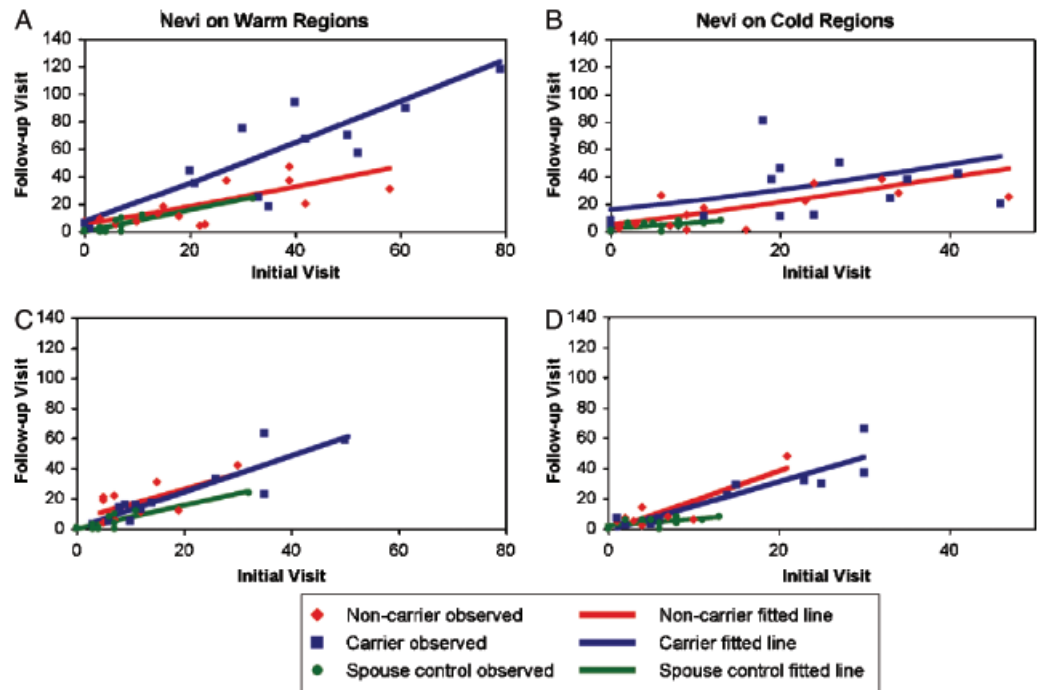 A Nevi on Warm Regions
140
120
100
80
60
40
20
0
Follow-up Visit
0 20 40 60 80
Initial Visit
B Nevi on Cold Regions
140
120
100
80
60
40
20
0
Follow-up Visit
0 20 40
Initial Visit
C
140
120
100
80
60
40
20
0
Follow-up Visit
0 20 40 60 80
Initial Visit
D
140
120
100
80
60
40
20
0
Follow-up Visit
0 20 40
Initial Visit
Non-carrier observed Non-carrier fitted line
Carrier observed Carrier fitted line
Spouse control observed Spouse control fitted line